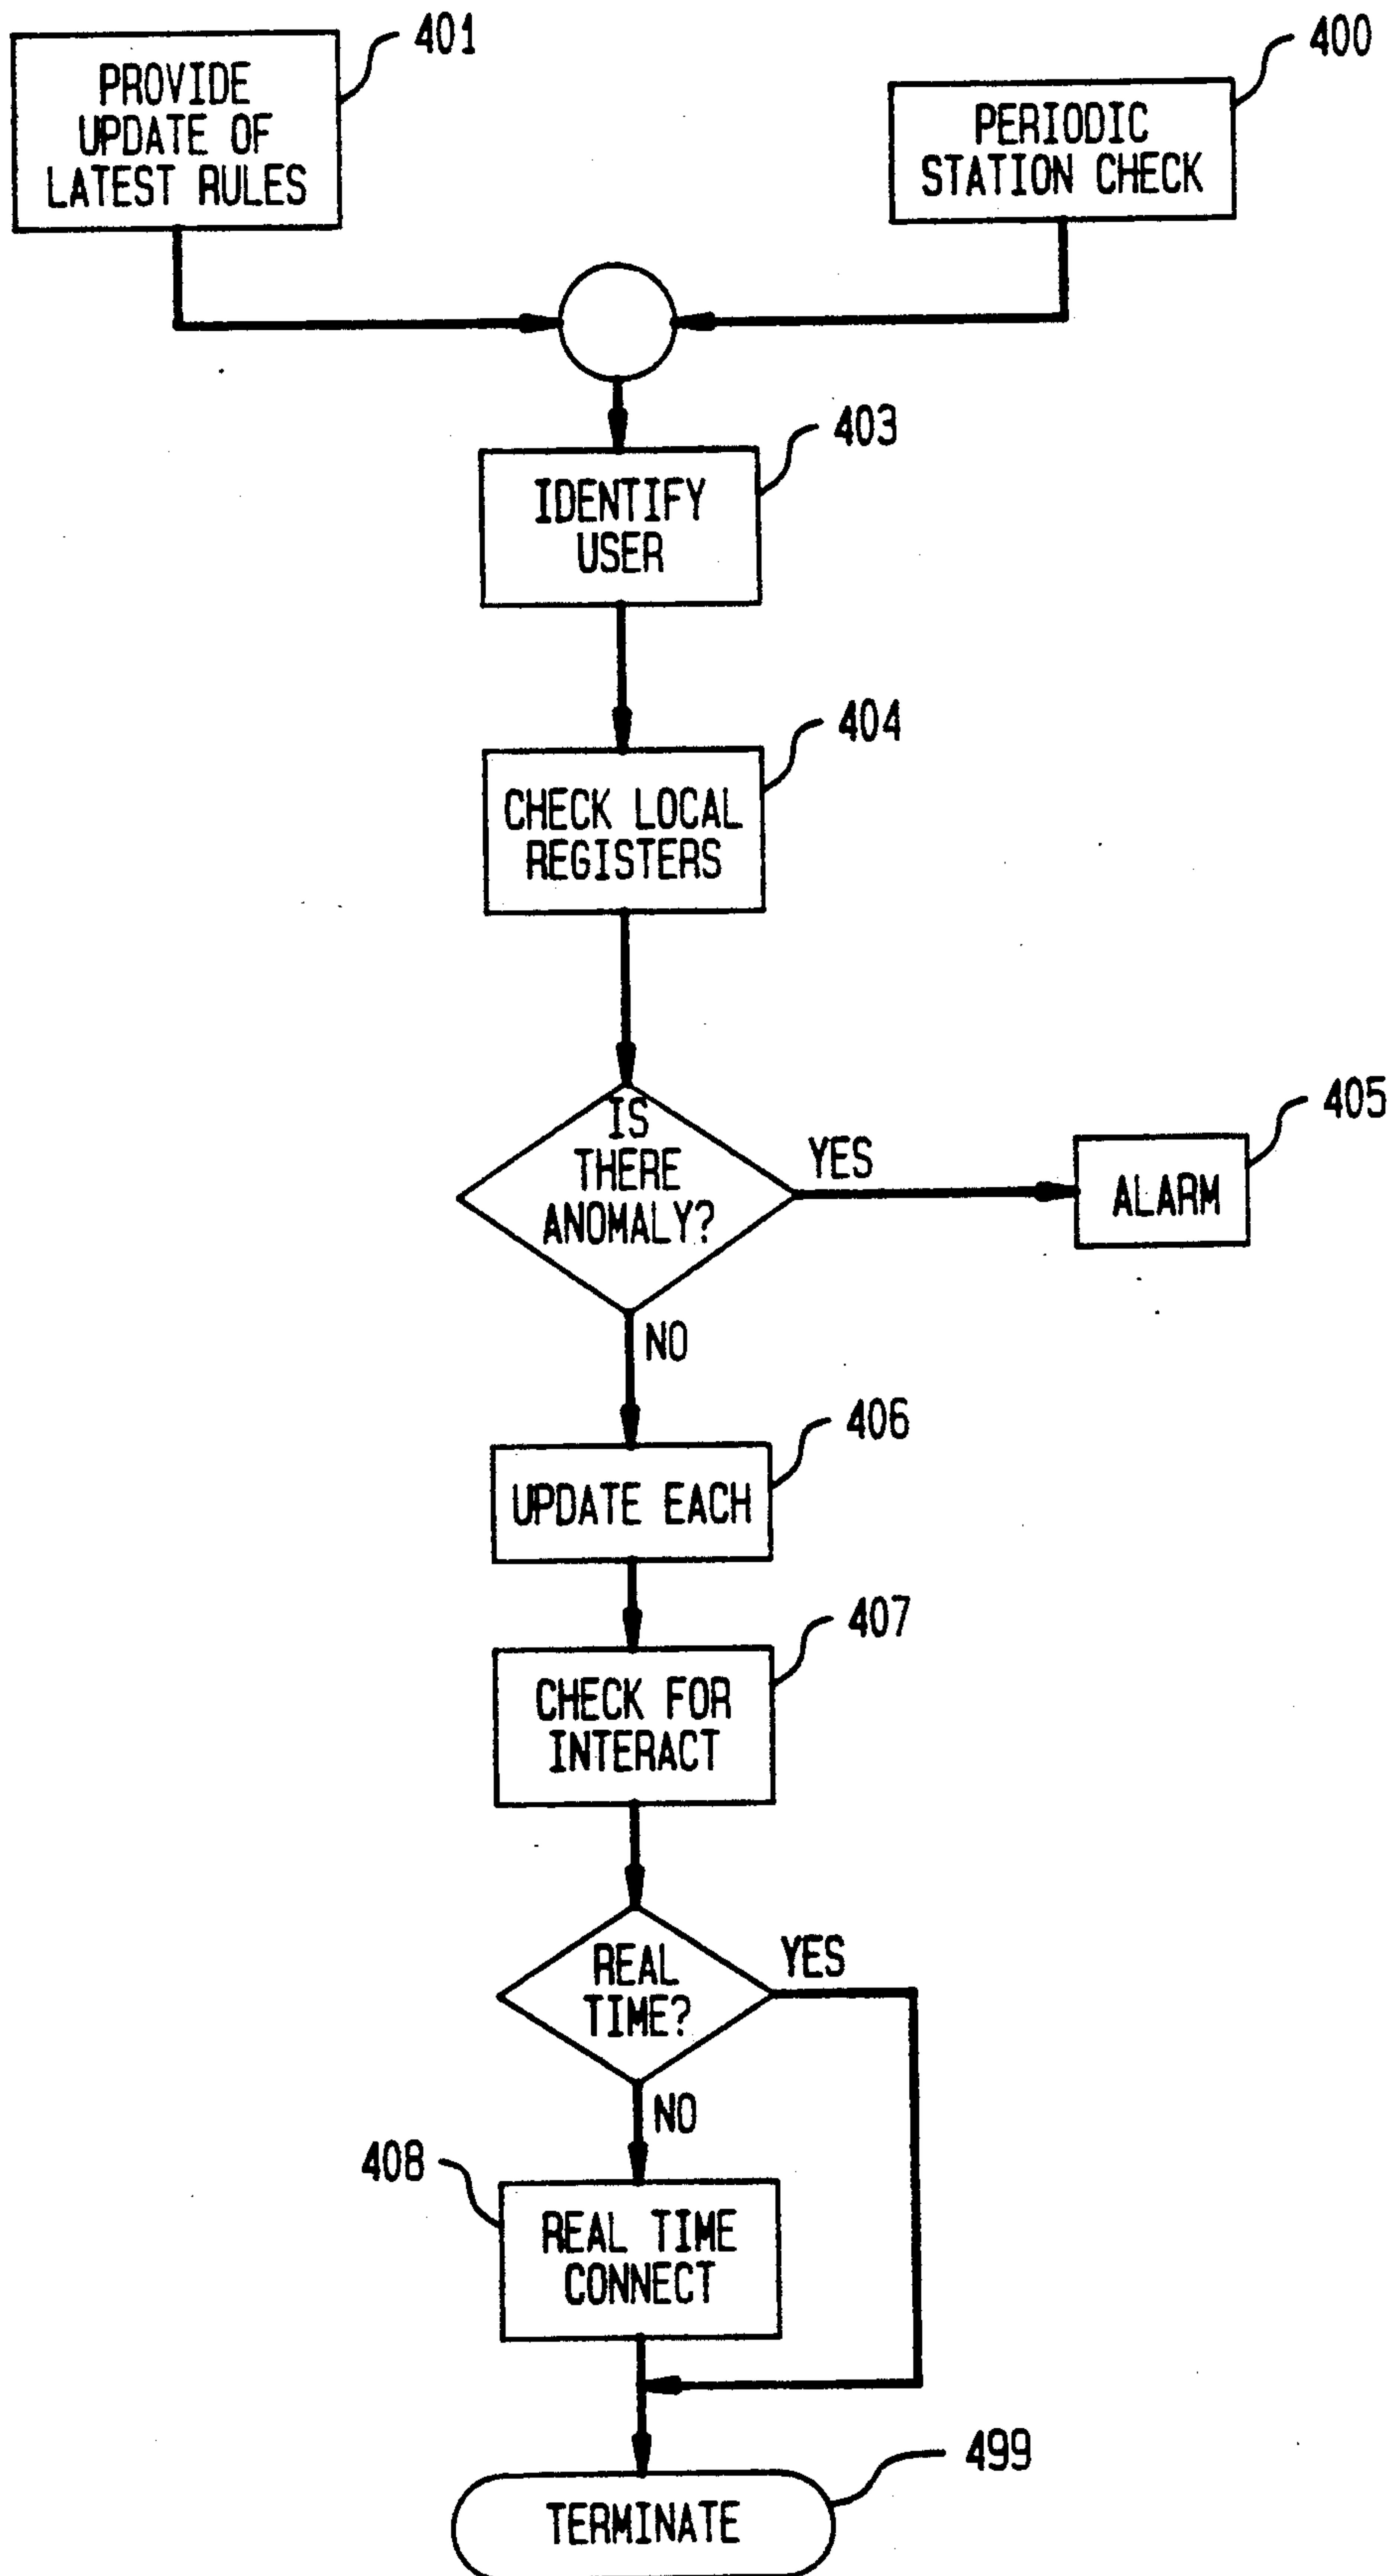 401
PROVIDE
UPDATE OF
LATEST RULES
400
PERIODIC
STATION CHECK
403
IDENTIFY
USER
404
CHECK LOCAL
REGISTERS
IS
THERE
ANOMALY?
YES
405
ALARM
NO
406
UPDATE EACH
407
CHECK FOR
INTERACT
REAL
TIME?
YES
NO
408
REAL TIME
CONNECT
499
TERMINATE